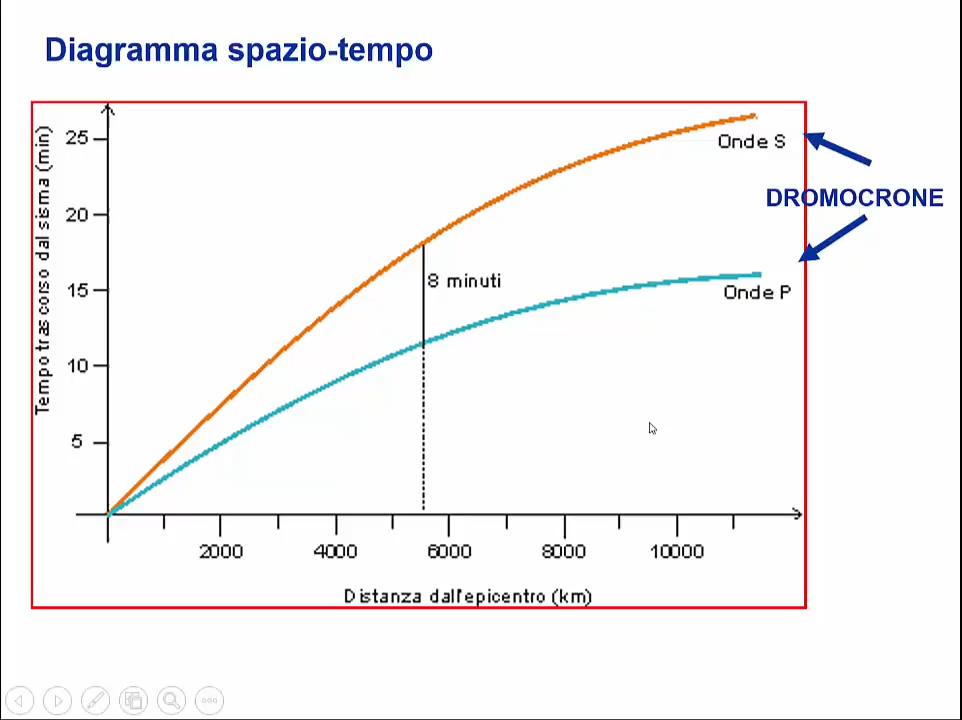 Diagramma spazio-tempo
Tempo trascorso dal sisma (min)
25
20
15
10
5
Onde S
DROMOCRONE
8 minuti
Onde P
2000 4000 6000 8000 10000
Distanza dall'epicentro (km)